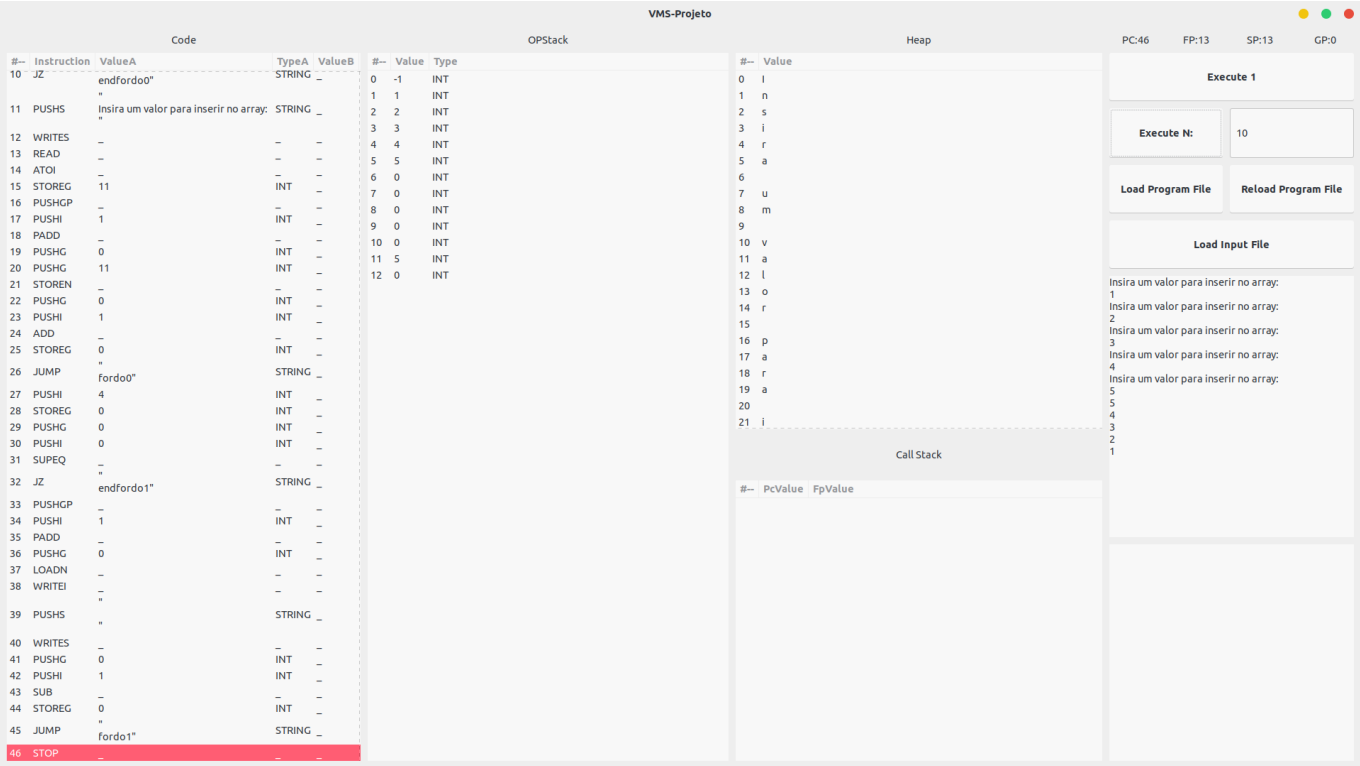 VMS-Projeto
Code
#-- Instruction ValueA TypeA ValueB
10 JZ endfordo0" STRING _
"
11 PUSHS Insira um valor para inserir no array: STRING _
"
12 WRITES _ _ _
13 READ _ _ _
14 ATOI _ _ _
15 STOREG 11 INT _
16 PUSHGP _ _ _
17 PUSHI 1 INT _
18 PADD _ _ _
19 PUSHG 0 INT _
20 PUSHG 11 INT _
21 STOREN _ _ _
22 PUSHG 0 INT _
23 PUSHI 1 INT _
24 ADD _ _ _
25 STOREG 0 INT _
"
26 JUMP fordo0" STRING _
27 PUSHI 4 INT _
28 STOREG 0 INT _
29 PUSHG 0 INT _
30 PUSHI 0 INT _
31 SUPEQ _ _ _
"
32 JZ endfordo1" STRING _
33 PUSHGP _ _ _
34 PUSHI 1 INT _
35 PADD _ _ _
36 PUSHG 0 INT _
37 LOADN _ _ _
38 WRITEI _ _ _
"
39 PUSHS STRING _
"
40 WRITES _ _ _
41 PUSHG 0 INT _
42 PUSHI 1 INT _
43 SUB _ _ _
44 STOREG 0 INT _
"
45 JUMP fordo1" STRING _
46 STOP _ _ _
OPStack
#-- Value Type
0 -1 INT
1 1 INT
2 2 INT
3 3 INT
4 4 INT
5 5 INT
6 0 INT
7 0 INT
8 0 INT
9 0 INT
10 0 INT
11 5 INT
12 0 INT
Heap
#-- Value
0 I
1 n
2 s
3 i
4 r
5 a
6
7 u
8 m
9
10 v
11 a
12 l
13 o
14 r
15
16 p
17 a
18 r
19 a
20
21 i
Call Stack
#-- PcValue FpValue
PC:46 FP:13 SP:13 GP:0
Execute 1
Execute N: 10
Load Program File Reload Program File
Load Input File
Insira um valor para inserir no array:
1
Insira um valor para inserir no array:
2
Insira um valor para inserir no array:
3
Insira um valor para inserir no array:
4
Insira um valor para inserir no array:
5
5
4
3
2
1